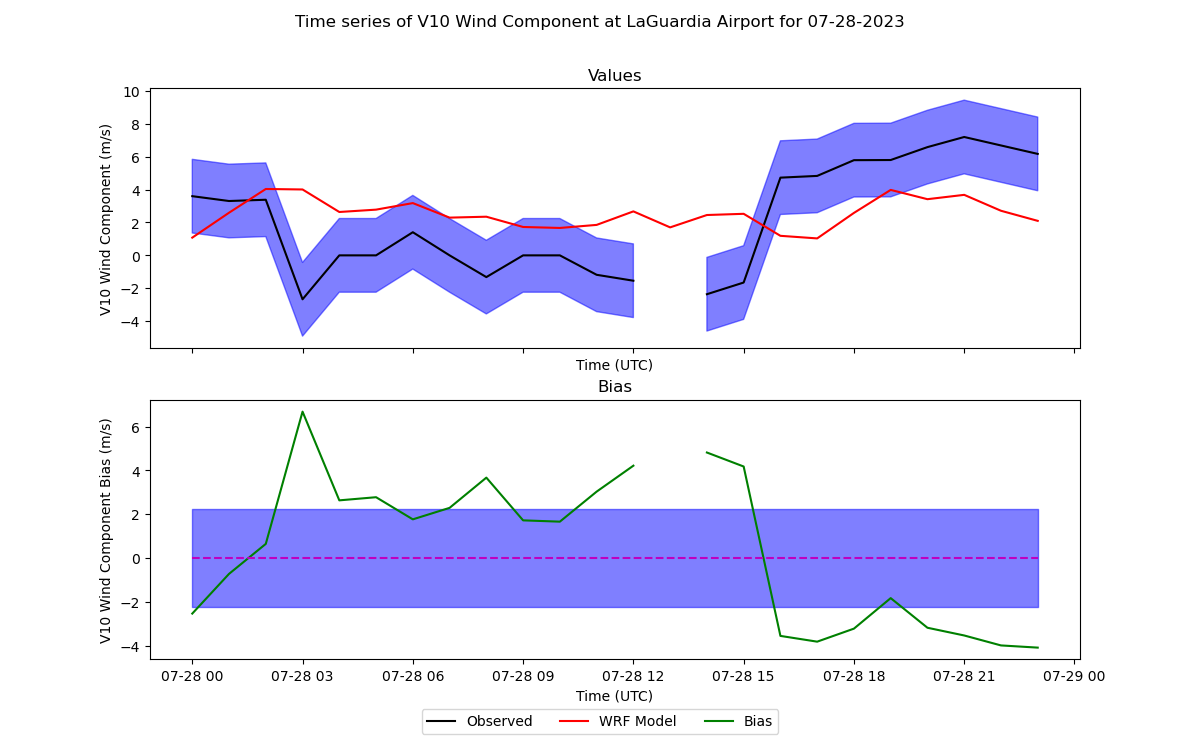 Time series of V10 Wind Component at LaGuardia Airport for 07-28-2023
Values
V10 Wind Component (m/s)
10
8
6
4
2
0
−2
−4
Time (UTC)
Bias
V10 Wind Component Bias (m/s)
6
4
2
0
−2
−4
07-28 00 07-28 03 07-28 06 07-28 09 07-28 12 07-28 15 07-28 18 07-28 21 07-29 00
Time (UTC)
Observed WRF Model Bias